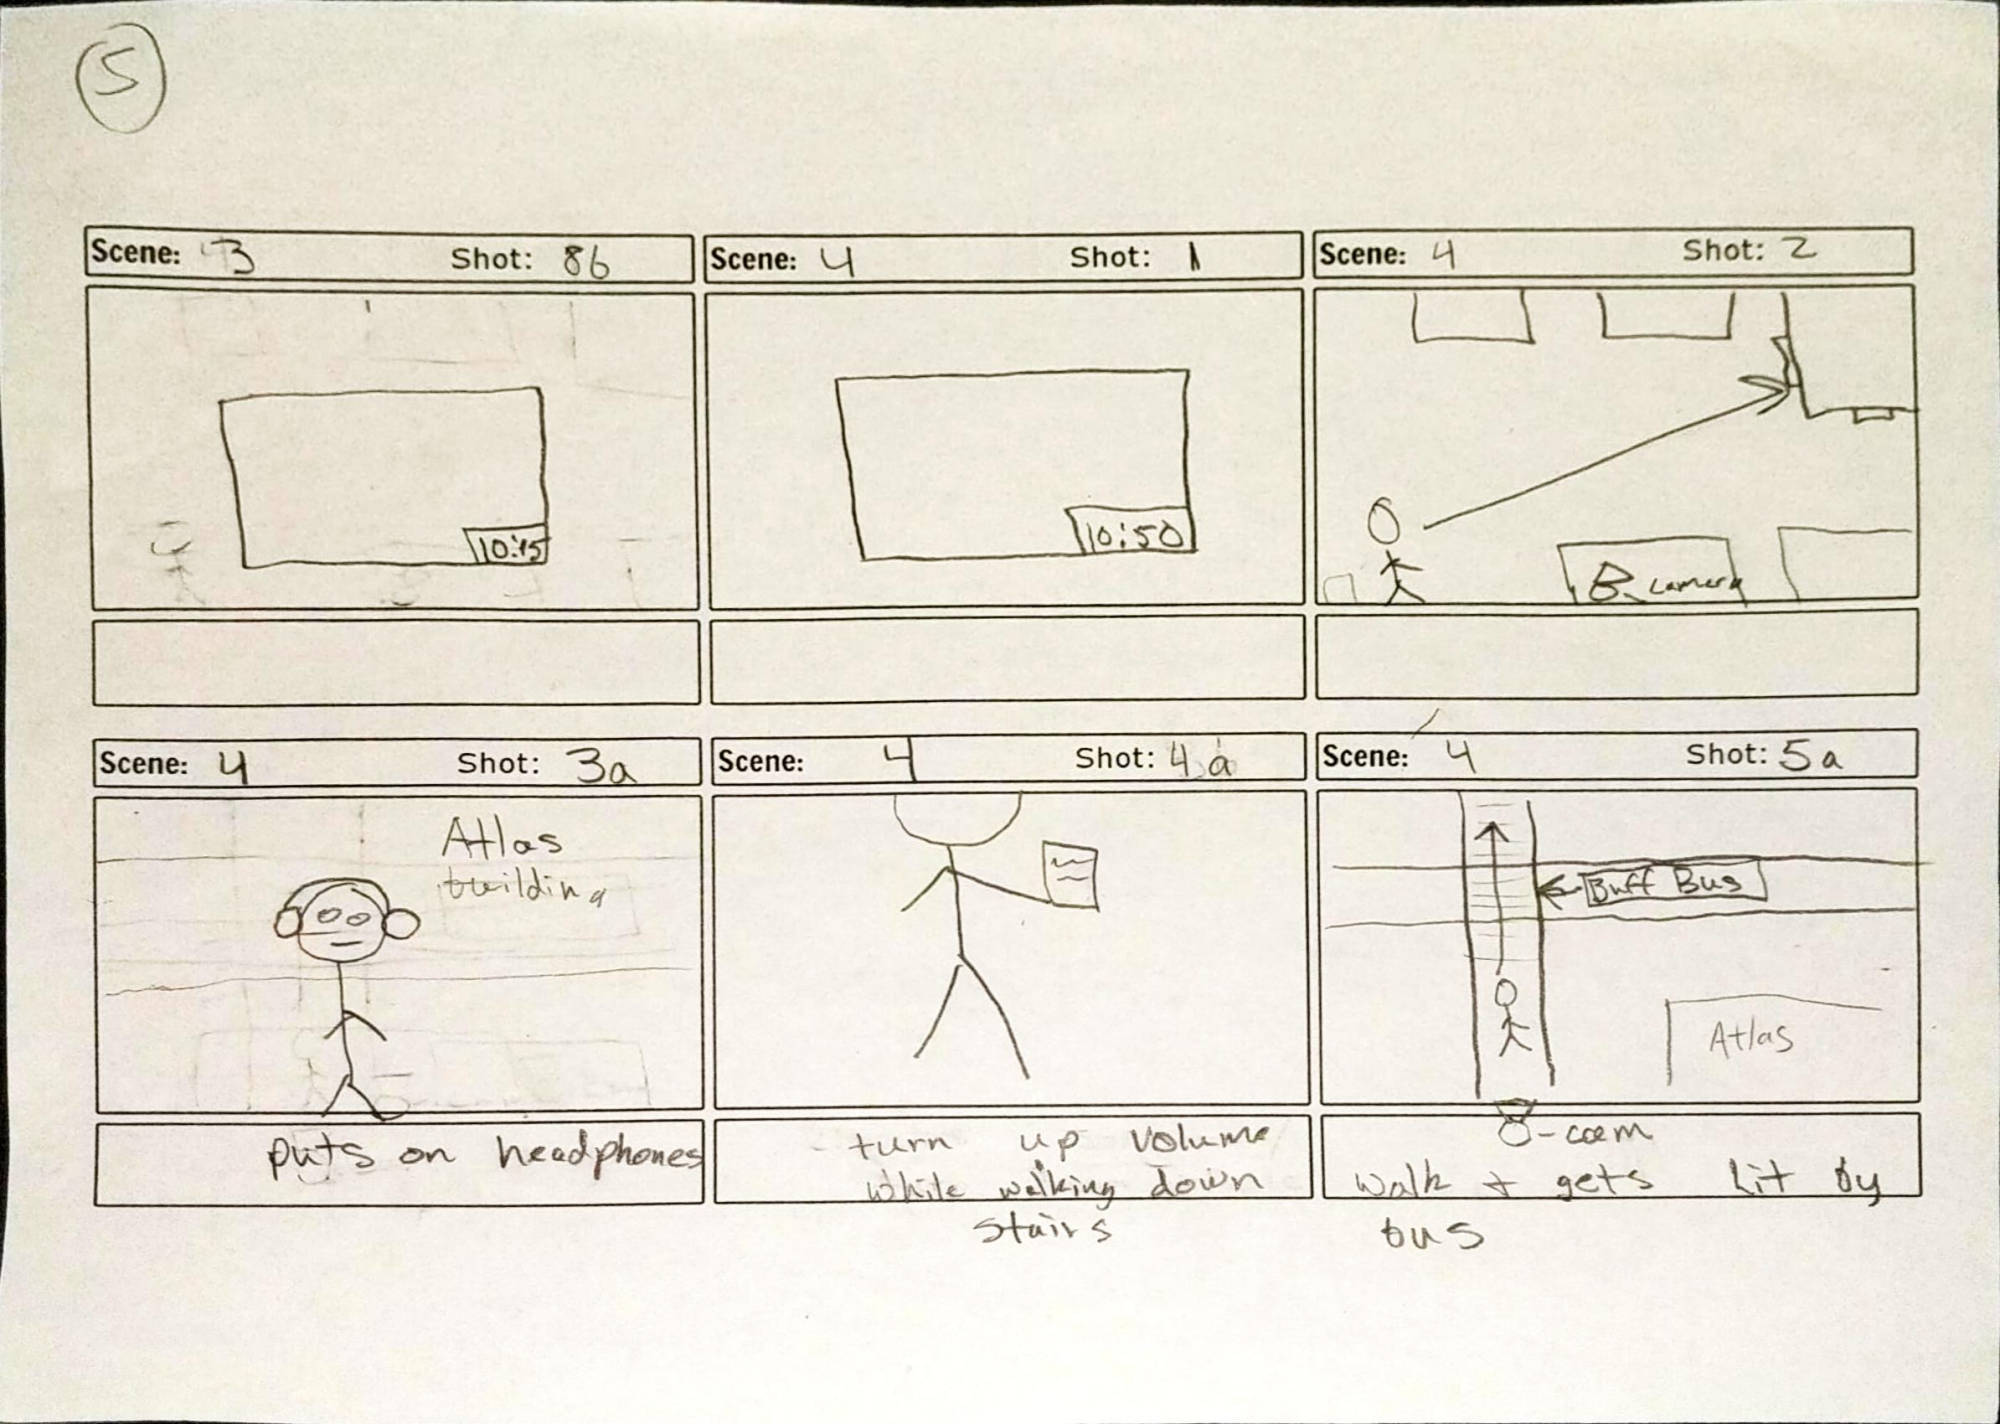 5
Scene: 3 Shot: 8b
Scene: 4 Shot: 1
Scene: 4 Shot: 2
10:15
10:50
B-camera
Scene: 4 Shot: 3a
Scene: 4 Shot: 4a
Scene: 4 Shot: 5a
Atlas
building
Buff Bus
Atlas
puts on headphones
turn up volume
while walking down
stairs
B-cam
walk + gets hit by
bus